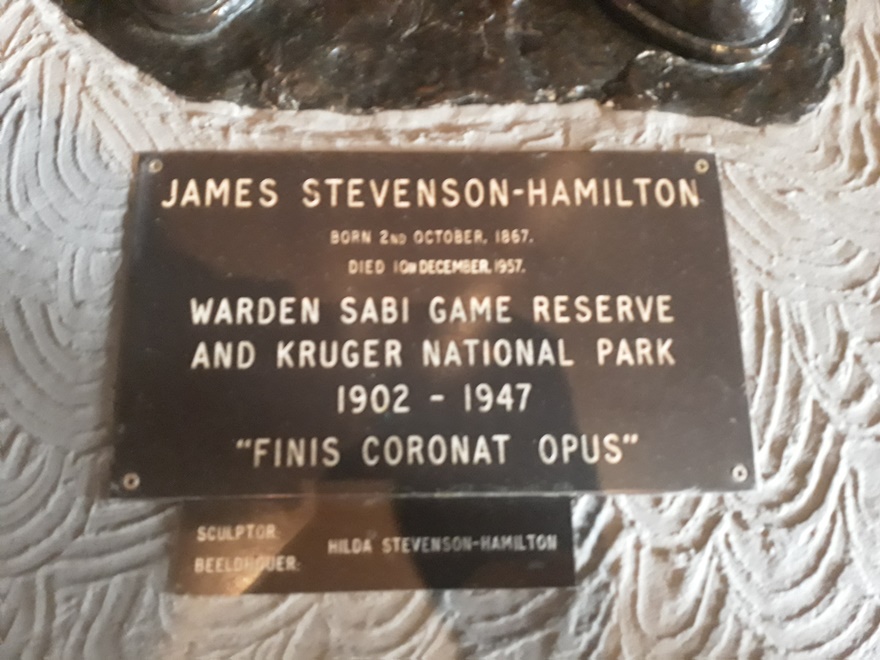 JAMES STEVENSON-HAMILTON
BORN 2ND OCTOBER, 1867.
DIED 10TH DECEMBER, 1957.
WARDEN SABI GAME RESERVE
AND KRUGER NATIONAL PARK
1902 - 1947
"FINIS CORONAT OPUS"
SCULPTOR: HILDA STEVENSON-HAMILTON
BEELDHOUER: